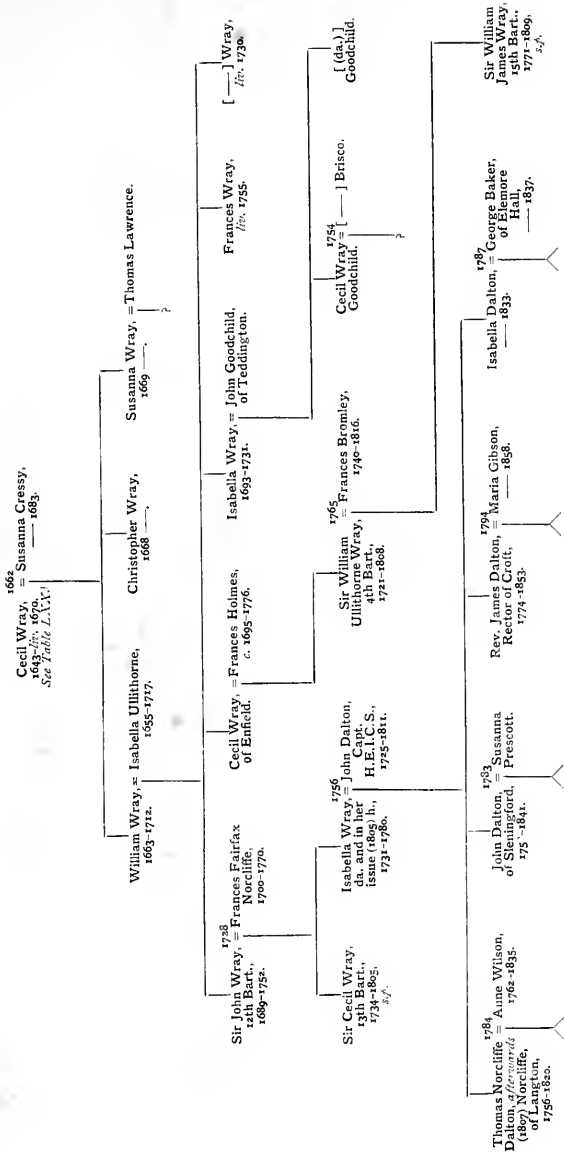 1662
Cecil Wray, = Susanna Cressy,
1643-liv. 1670. —— 1683.
See Table LXX!
William Wray, = Isabella Ullithorne,
1663-1712. 1655-1717.
Christopher Wray,
1668 ——.
Susanna Wray, = Thomas Lawrence.
1669 ——.
?
1728
Sir John Wray, = Frances Fairfax
12th Bart., Norcliffe,
1689-1752. 1700-1770.
Cecil Wray, = Frances Holmes,
of Enfield. c. 1695-1776.
Isabella Wray, = John Goodchild,
1693-1731. of Teddington.
Frances Wray,
liv. 1755.
[ —— ] Wray,
liv. 1730.
Sir Cecil Wray,
13th Bart.,
1734-1805,
s.p.
1756
Isabella Wray, = John Dalton,
da. and in her Capt.
issue (1805) h., H.E.I.C.S.,
1731-1780. 1725-1811.
1765
Sir William = Frances Bromley,
Ullithorne Wray, 1740-1816.
4th Bart.,
1721-1808.
1754
Cecil Wray = [ —— ] Brisco.
Goodchild.
?
[ (da.) ]
Goodchild.
1784
Thomas Norcliffe = Anne Wilson,
Dalton, afterwards 1762-1835.
(1807) Norcliffe,
of Langton,
1756-1820.
1783
John Dalton, = Susanna
of Sleningford, Prescott.
-1841.
1794
Rev. James Dalton, = Maria Gibson,
Rector of Croft, —— 1858.
1774-1853.
1787
Isabella Dalton, = George Baker,
—— 1833. of Elemore
Hall,
—— 1837.
Sir William
James Wray,
15th Bart.,
1771-1809,
s.p.